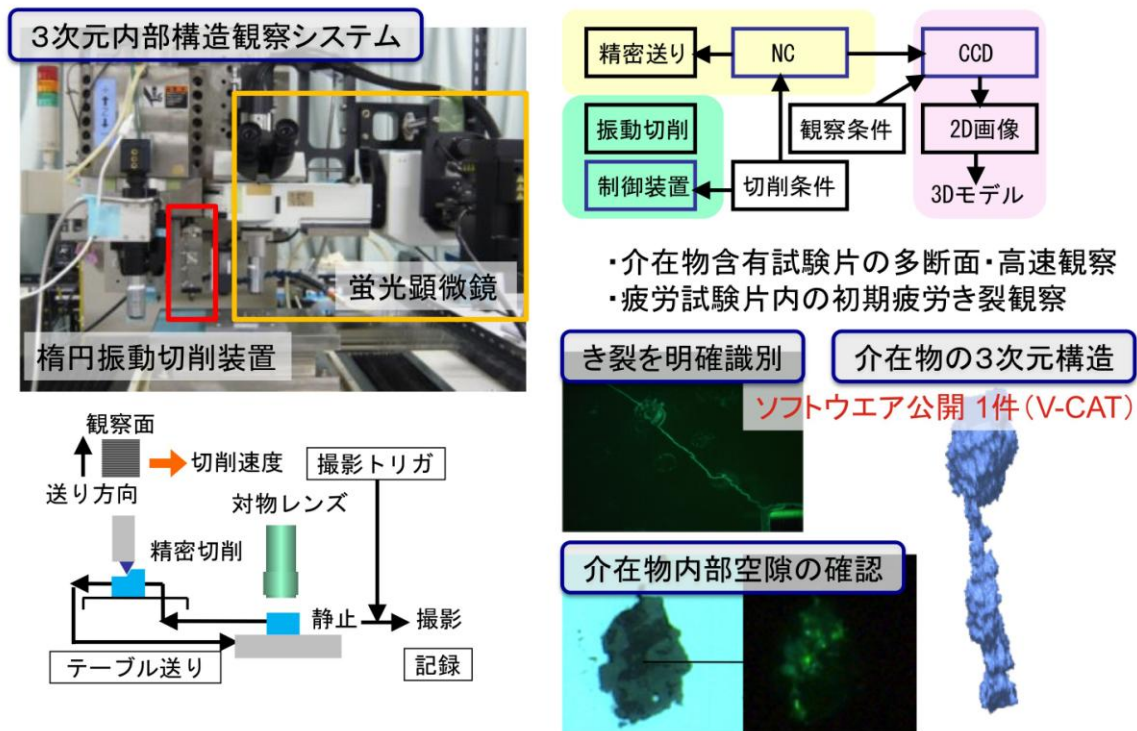 3次元内部構造観察システム
蛍光顕微鏡
楕円振動切削装置
精密送り
NC
CCD
振動切削
観察条件
2D画像
制御装置
切削条件
3Dモデル
・介在物含有試験片の多断面・高速観察
・疲労試験片内の初期疲労き裂観察
観察面
切削速度
送り方向
撮影トリガ
対物レンズ
精密切削
静止
撮影
テーブル送り
記録
き裂を明確識別
介在物の3次元構造
ソフトウエア公開 1件(V-CAT)
介在物内部空隙の確認